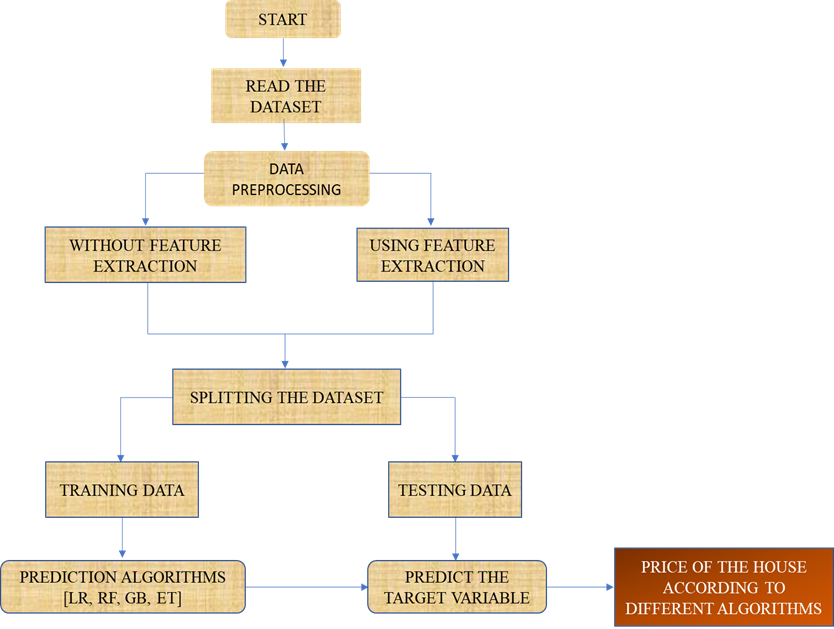 START
READ THE
DATASET
DATA
PREPROCESSING
WITHOUT FEATURE
EXTRACTION
USING FEATURE
EXTRACTION
SPLITTING THE DATASET
TRAINING DATA
TESTING DATA
PREDICTION ALGORITHMS
[LR, RF, GB, ET]
PREDICT THE
TARGET VARIABLE
PRICE OF THE HOUSE
ACCORDING TO
DIFFERENT ALGORITHMS